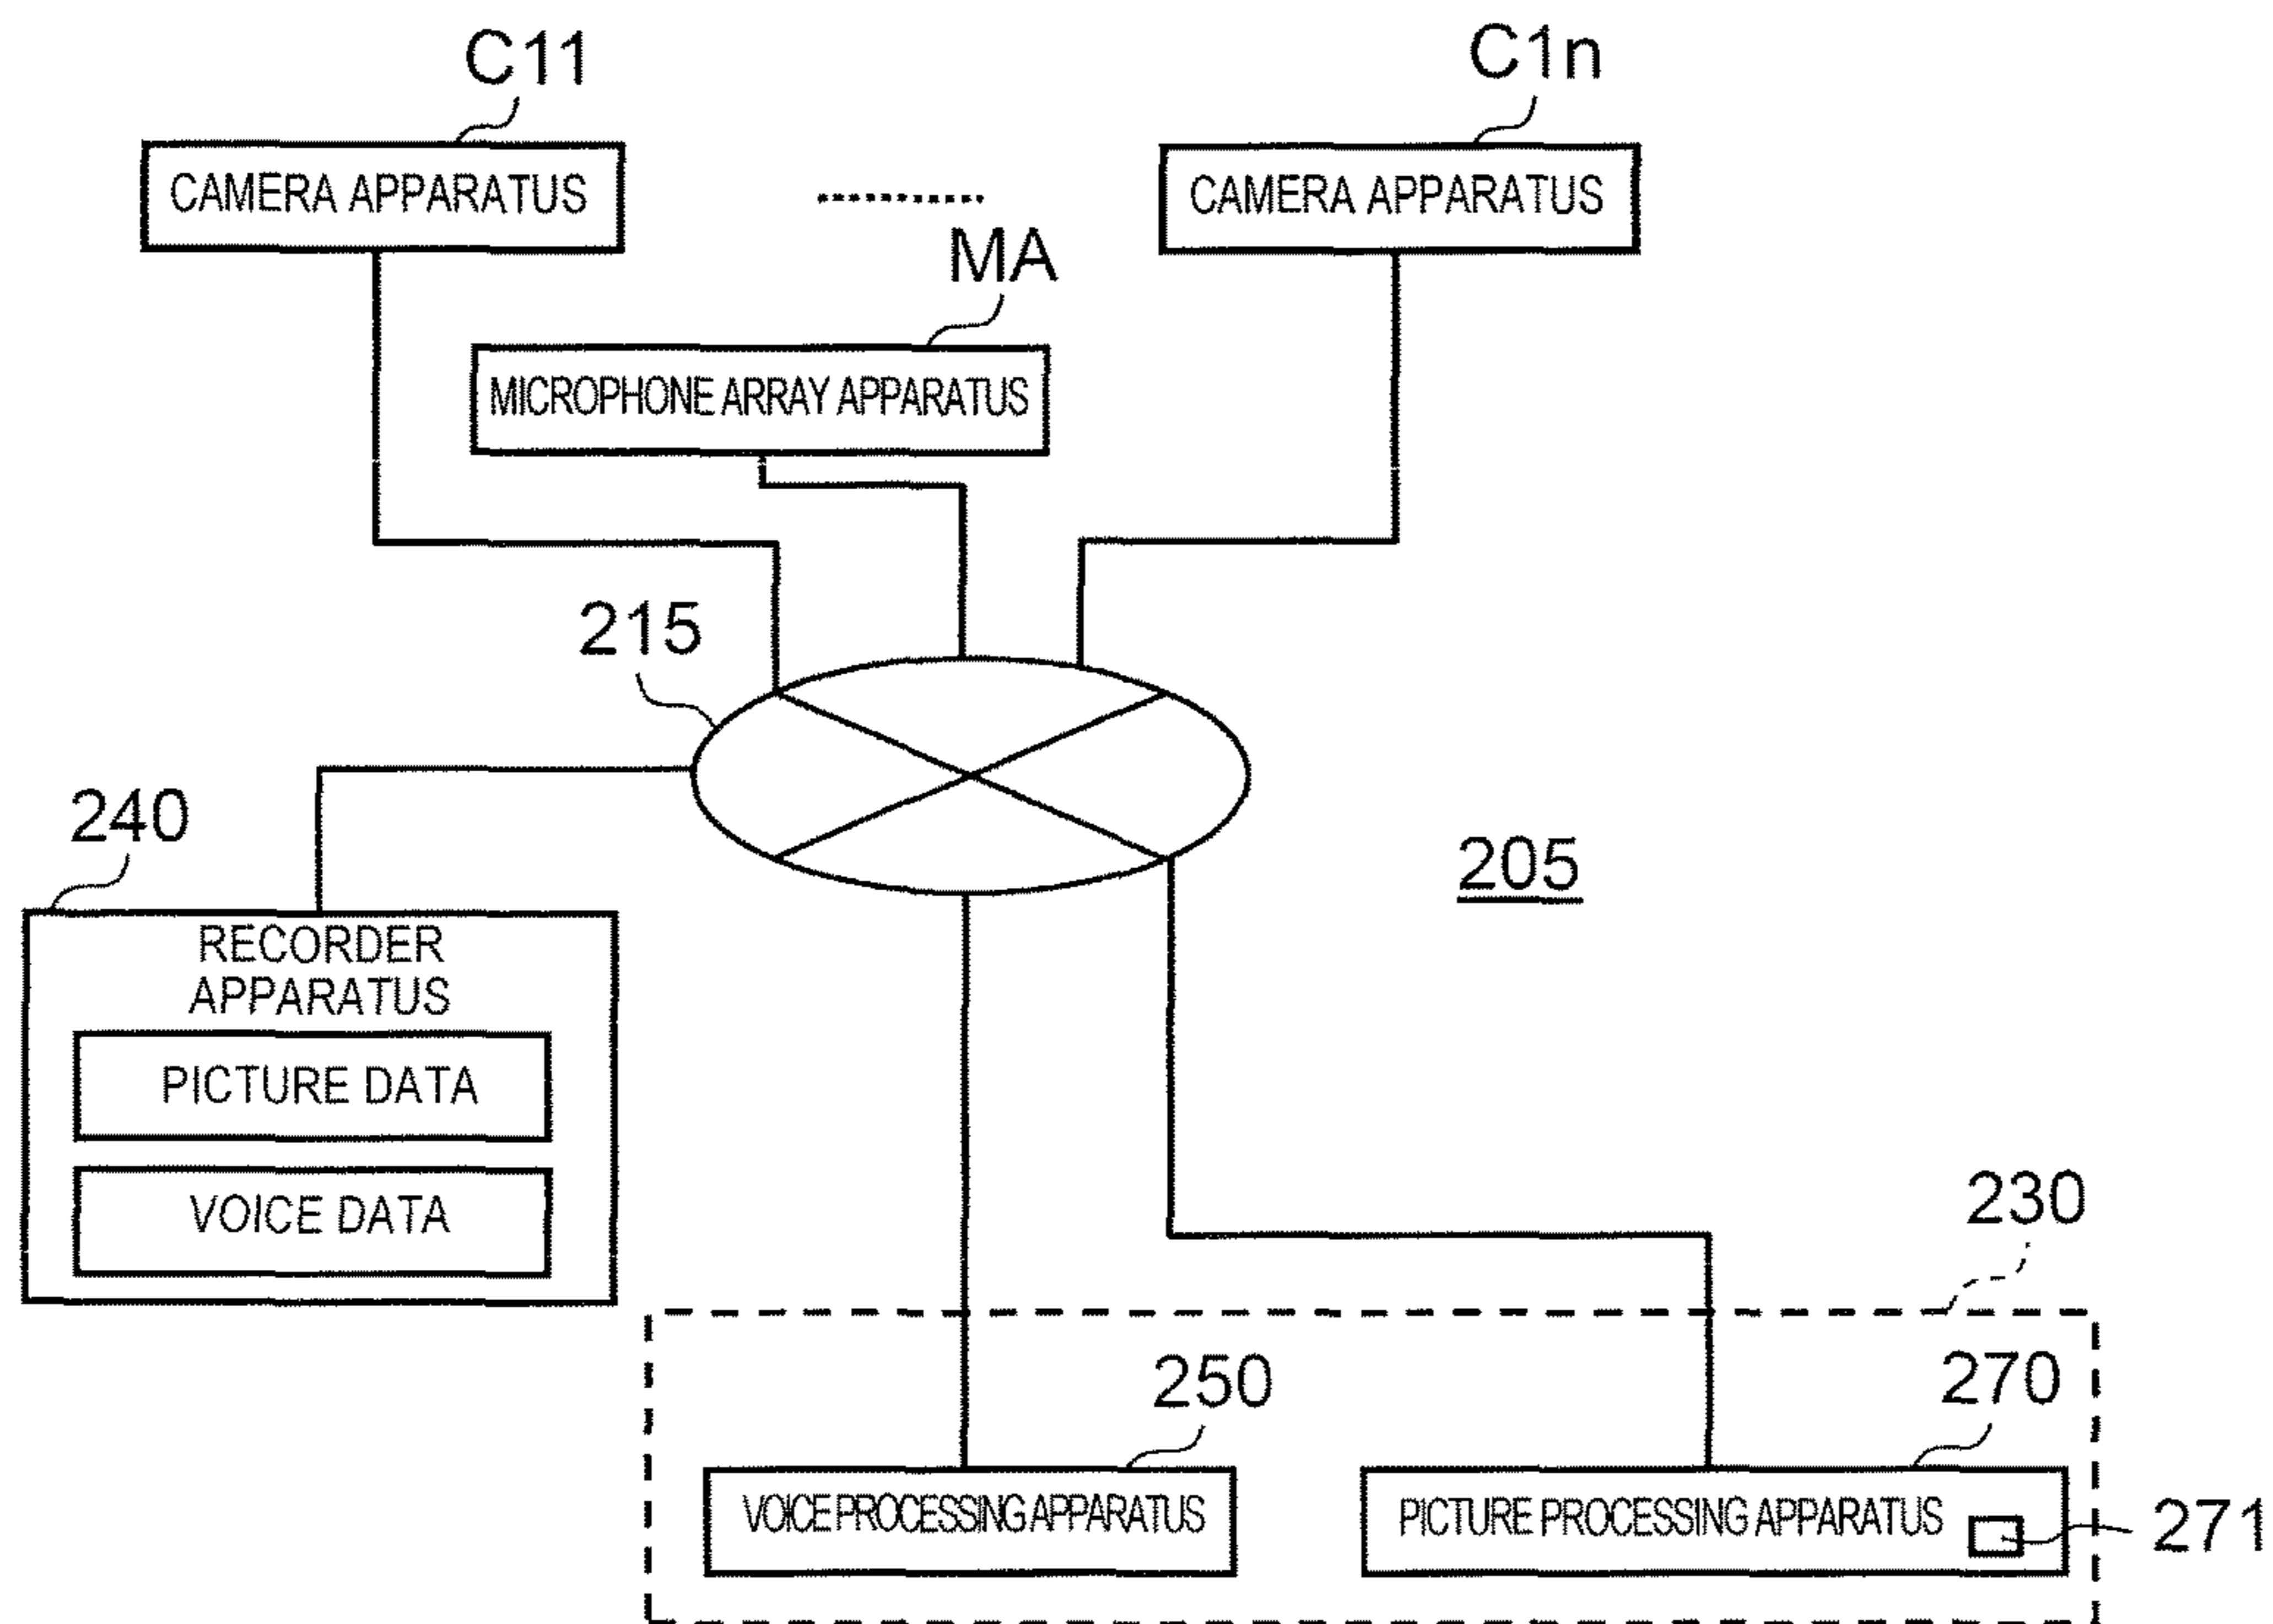 C11
C1n
CAMERA APPARATUS
CAMERA APPARATUS
MA
MICROPHONE ARRAY APPARATUS
215
240
205
RECORDER
APPARATUS
PICTURE DATA
VOICE DATA
230
250
270
VOICE PROCESSING APPARATUS
PICTURE PROCESSING APPARATUS
271